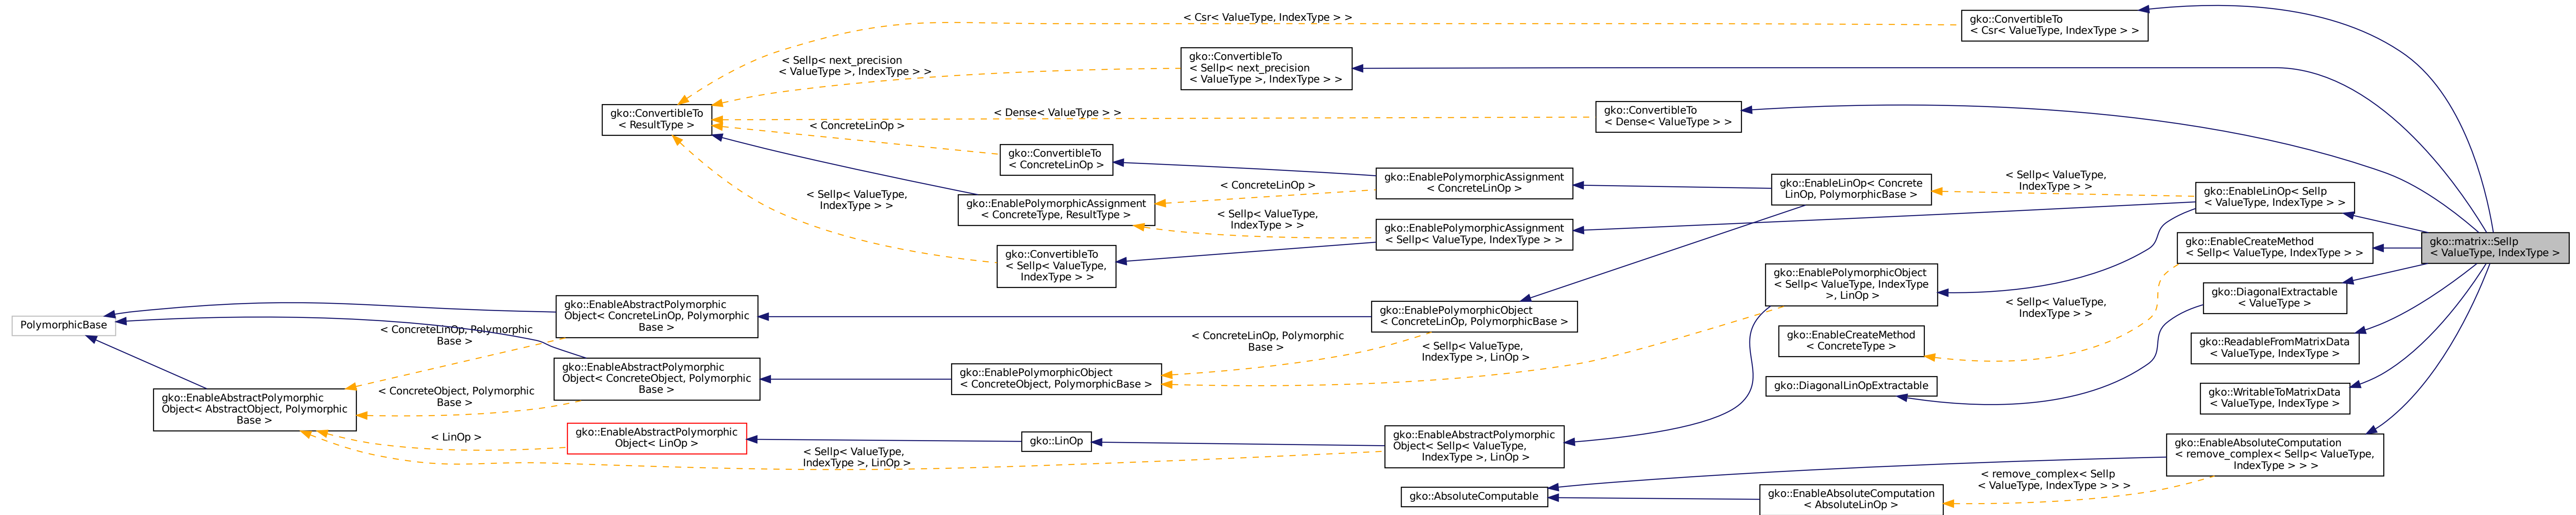 < Csr< ValueType, IndexType > >
gko::ConvertibleTo
< Csr< ValueType, IndexType > >
< Sellp< next_precision
< ValueType >, IndexType > >
gko::ConvertibleTo
< Sellp< next_precision
< ValueType >, IndexType > >
gko::ConvertibleTo
< ResultType >
< Dense< ValueType > >
gko::ConvertibleTo
< Dense< ValueType > >
< ConcreteLinOp >
gko::ConvertibleTo
< ConcreteLinOp >
< Sellp< ValueType,
IndexType > >
gko::EnablePolymorphicAssignment
< ConcreteType, ResultType >
< ConcreteLinOp >
gko::EnablePolymorphicAssignment
< ConcreteLinOp >
gko::EnableLinOp< Concrete
LinOp, PolymorphicBase >
< Sellp< ValueType,
IndexType > >
gko::EnableLinOp< Sellp
< ValueType, IndexType > >
< Sellp< ValueType,
IndexType > >
gko::EnablePolymorphicAssignment
< Sellp< ValueType, IndexType > >
gko::ConvertibleTo
< Sellp< ValueType,
IndexType > >
gko::EnableCreateMethod
< Sellp< ValueType, IndexType > >
gko::matrix::Sellp
< ValueType, IndexType >
gko::EnablePolymorphicObject
< Sellp< ValueType, IndexType
>, LinOp >
gko::DiagonalExtractable
< ValueType >
< Sellp< ValueType,
IndexType > >
PolymorphicBase
gko::EnableAbstractPolymorphic
Object< ConcreteLinOp, Polymorphic
Base >
gko::EnablePolymorphicObject
< ConcreteLinOp, PolymorphicBase >
< ConcreteLinOp, Polymorphic
Base >
< ConcreteLinOp, Polymorphic
Base >
< Sellp< ValueType,
IndexType >, LinOp >
gko::EnableCreateMethod
< ConcreteType >
gko::ReadableFromMatrixData
< ValueType, IndexType >
gko::EnableAbstractPolymorphic
Object< ConcreteObject, Polymorphic
Base >
gko::EnablePolymorphicObject
< ConcreteObject, PolymorphicBase >
gko::DiagonalLinOpExtractable
gko::WritableToMatrixData
< ValueType, IndexType >
gko::EnableAbstractPolymorphic
Object< AbstractObject, Polymorphic
Base >
< ConcreteObject, Polymorphic
Base >
< LinOp >
gko::EnableAbstractPolymorphic
Object< LinOp >
gko::LinOp
gko::EnableAbstractPolymorphic
Object< Sellp< ValueType,
IndexType >, LinOp >
< Sellp< ValueType,
IndexType >, LinOp >
gko::EnableAbsoluteComputation
< remove_complex< Sellp< ValueType,
IndexType > > >
gko::AbsoluteComputable
gko::EnableAbsoluteComputation
< AbsoluteLinOp >
< remove_complex< Sellp
< ValueType, IndexType > > >